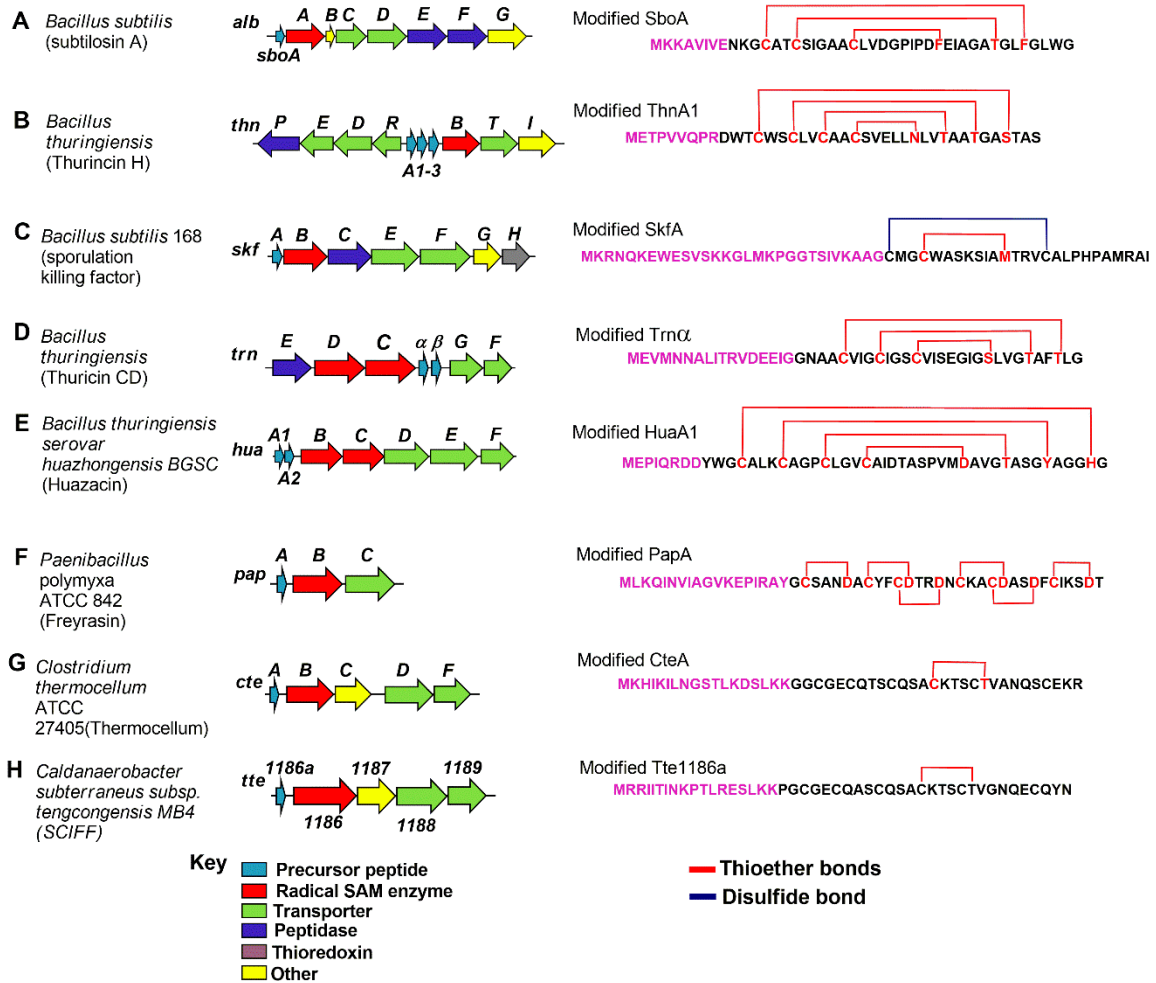 A
Bacillus subtilis
(subtilosin A)
alb
A B C D E F G
sboA
Modified SboA
MKKAVIVENKGCATCSIGAACLVDGPIPDFEIAGATGLFGLWG
B
Bacillus
thuringiensis
(Thurincin H)
thn
P E D R B T I
A1-3
Modified ThnA1
METPVVQPRDWTCWSCLVCAACSVELLNLVTAATGASTAS
C
Bacillus subtilis 168
(sporulation
killing factor)
skf
A B C E F G H
Modified SkfA
MKRNQKEWESVSKKGLMKPGGTSIVKAAGCMGCWASKSIAMTRVCALPHPAMRAI
D
Bacillus
thuringiensis
(Thuricin CD)
trn
E D C α β G F
Modified Trnα
MEVMNNALITRVDEEIGGNAACVIGCIGSCVISEGIGSLVGTAFTLG
E
Bacillus thuringiensis
serovar
huazhongensis BGSC
(Huazacin)
hua
A1 B C D E F
A2
Modified HuaA1
MEPIQRDDYWGCALKCAGPCLGVCAIDTASPVMDAVGTASGYAGGHG
F
Paenibacillus
polymyxa
ATCC 842
(Freyrasin)
pap
A B C
Modified PapA
MLKQINVIAGVKEPIRAYGCSANDACYFCDTRDNCKACDASDFCIKSDT
G
Clostridium
thermocellum
ATCC
27405(Thermocellum)
cte
A B C D F
Modified CteA
MKHIKILNGSTLKDSLKKGGCGECQTSCQSACKTSCTVANQSCEKR
H
Caldanaerobacter
subterraneus subsp.
tengcongensis MB4
(SCIFF)
tte
1186a 1187 1189
1186 1188
Modified Tte1186a
MRRIITINKPTLRESLKKPGCGECQASCQSACKTSCTVGNQECQYN
Key
Precursor peptide
Radical SAM enzyme
Transporter
Peptidase
Thioredoxin
Other
Thioether bonds
Disulfide bond